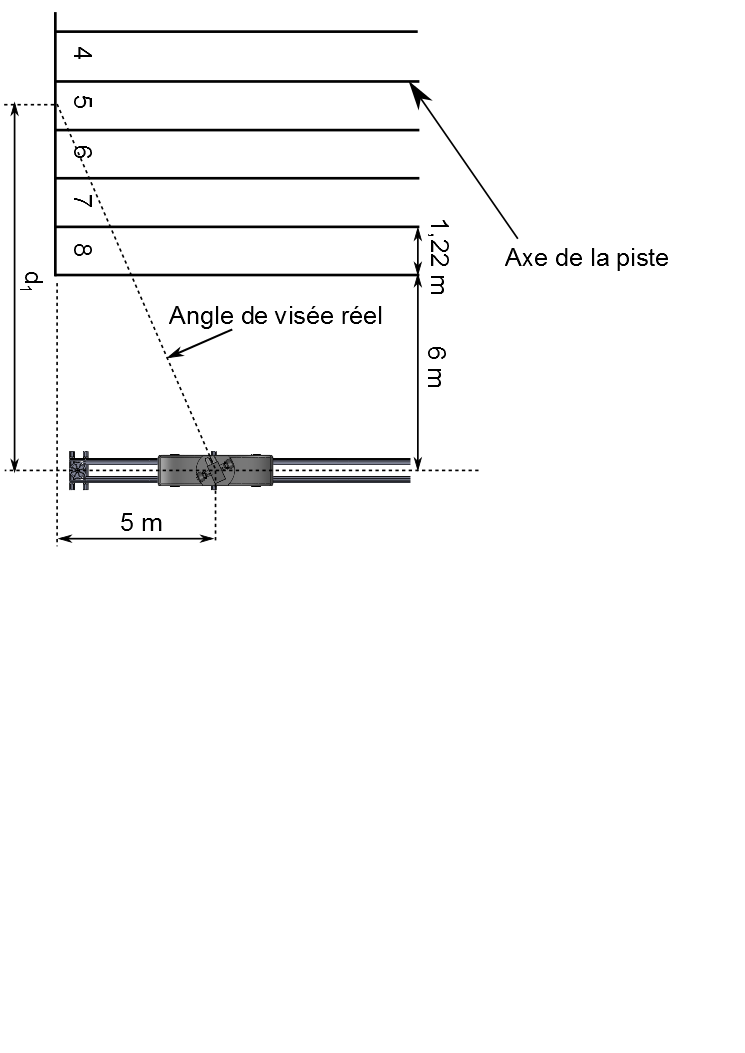 4
5
6
7
8
1,22 m
Axe de la piste
d1
Angle de visée réel
6 m
5 m